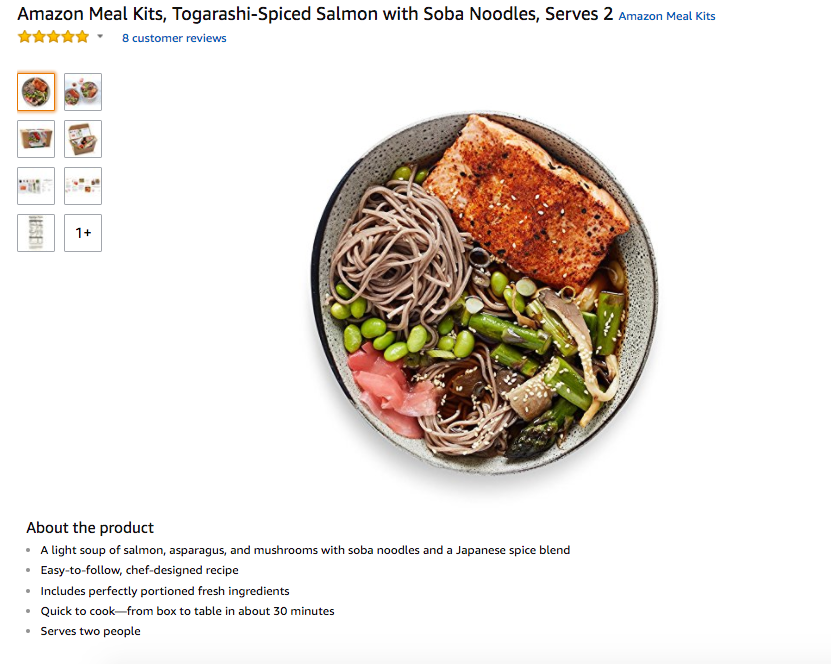 Amazon Meal Kits, Togarashi-Spiced Salmon with Soba Noodles, Serves 2 Amazon Meal Kits
8 customer reviews
1+
About the product
A light soup of salmon, asparagus, and mushrooms with soba noodles and a Japanese spice blend
Easy-to-follow, chef-designed recipe
Includes perfectly portioned fresh ingredients
Quick to cook—from box to table in about 30 minutes
Serves two people